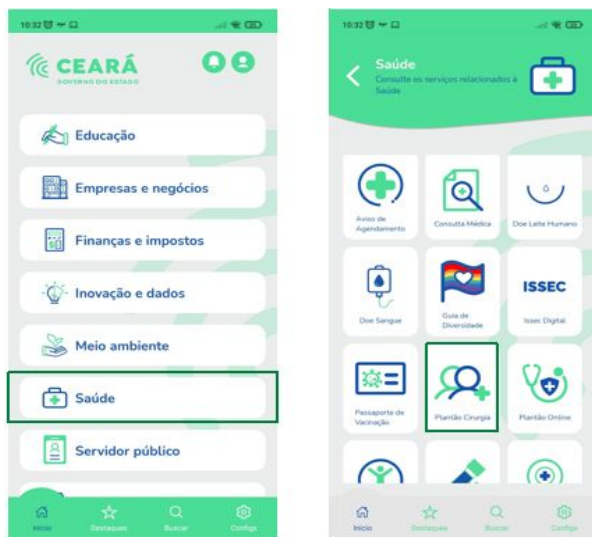 10:32
CEARÁ
GOVERNO DO ESTADO
Educação
Empresas e negócios
Finanças e impostos
Inovação e dados
Meio ambiente
Saúde
Servidor público
Início
Destaques
Buscar
Configs
10:32
Saúde
Consulte os serviços relacionados à
Saúde
Aviso de
Agendamento
Consulta Médica
Doe Leite Humano
Doe Sangue
Guia de
Diversidade
ISSEC
Issec Digital
Passaporte de
Vacinação
Plantão Cirurgia
Plantão Online
Início
Destaques
Buscar
Configs